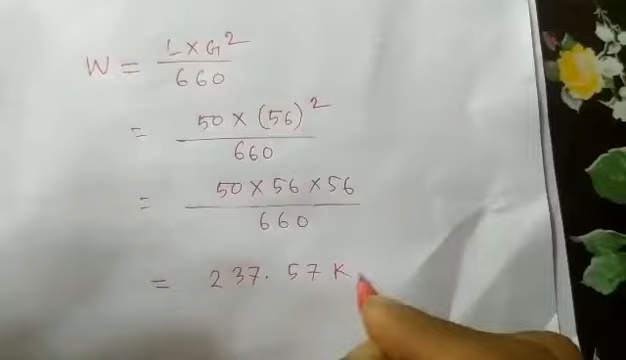 W = L×G²/660
= 50×(56)²/660
= 50×56×56/660
= 237.57 K